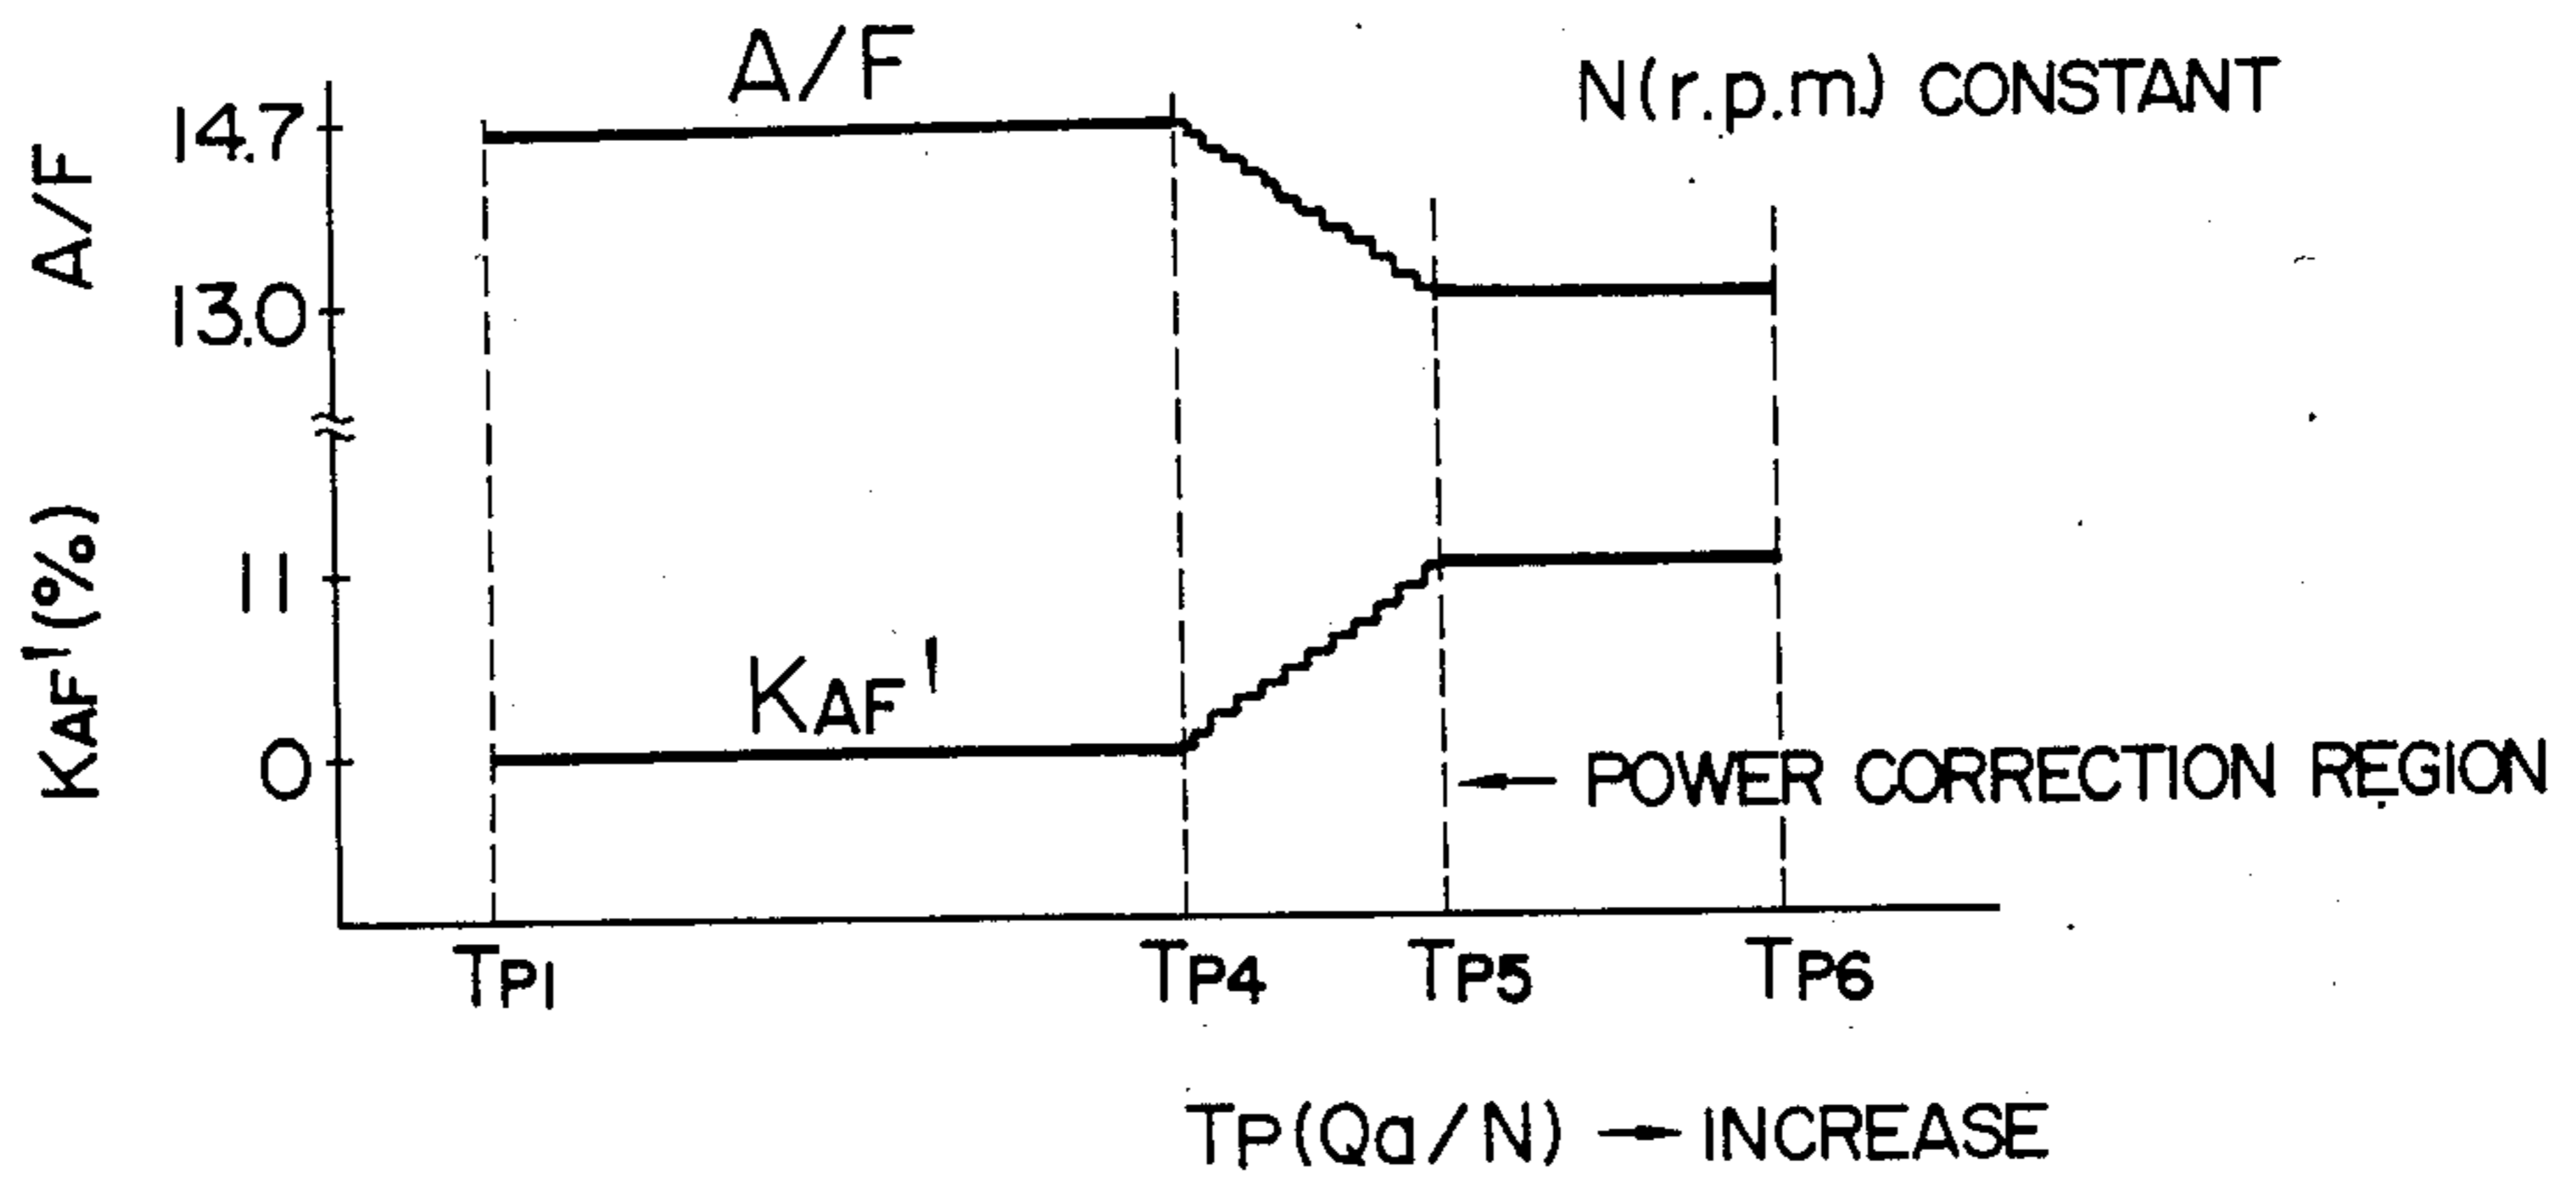 A/F
N(r.p.m.) CONSTANT
A/F
14.7
13.0
KAF'(%)
11
0
KAF'
← POWER CORRECTION REGION
TP1 TP4 TP5 TP6
TP(Qa/N) → INCREASE